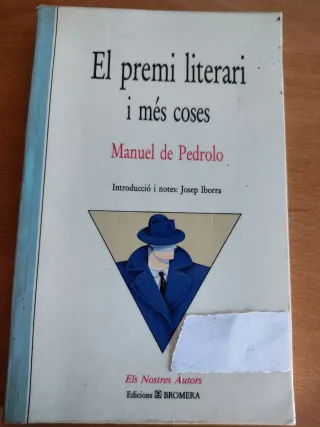 El premi literari
i més coses
Manuel de Pedrolo
Introducció i notes: Josep Iborra
Els Nostres Autors
Edicions BROMERA